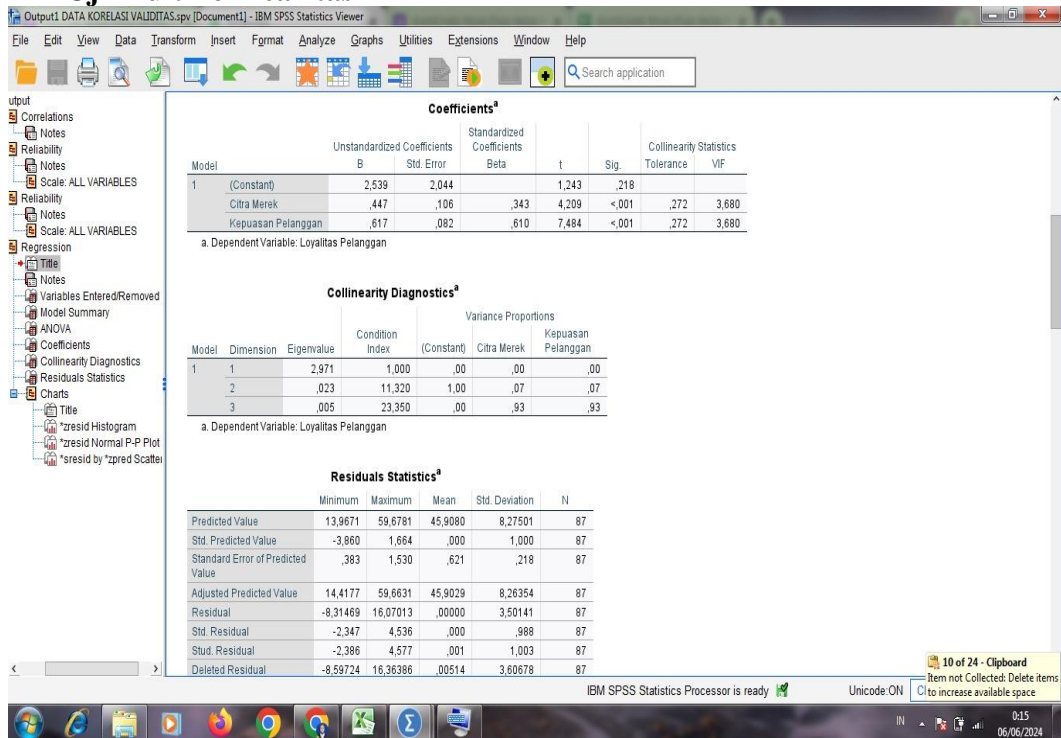 Output1 DATA KORELASI VALIDITAS.spv [Document1] - IBM SPSS Statistics Viewer
File Edit View Data Transform Insert Format Analyze Graphs Utilities Extensions Window Help
Search application
utput
Correlations
Notes
Reliability
Notes
Scale: ALL VARIABLES
Reliability
Notes
Scale: ALL VARIABLES
Regression
Title
Notes
Variables Entered/Removed
Model Summary
ANOVA
Coefficients
Collinearity Diagnostics
Residuals Statistics
Charts
Title
*zresid Histogram
*zresid Normal P-P Plot
*sresid by *zpred Scatter
Coefficientsa
Unstandardized Coefficients Standardized Coefficients Collinearity Statistics
Model B Std. Error Beta t Sig. Tolerance VIF
1 (Constant) 2,539 2,044 1,243 ,218
Citra Merek ,447 ,106 ,343 4,209 <,001 ,272 3,680
Kepuasan Pelanggan ,617 ,082 ,610 7,484 <,001 ,272 3,680
a. Dependent Variable: Loyalitas Pelanggan
Collinearity Diagnosticsa
Variance Proportions
Model Dimension Eigenvalue Condition Index (Constant) Citra Merek Kepuasan Pelanggan
1 1 2,971 1,000 ,00 ,00 ,00
2 ,023 11,320 1,00 ,07 ,07
3 ,005 23,350 ,00 ,93 ,93
a. Dependent Variable: Loyalitas Pelanggan
Residuals Statisticsa
Minimum Maximum Mean Std. Deviation N
Predicted Value 13,9671 59,6781 45,9080 8,27501 87
Std. Predicted Value -3,860 1,664 ,000 1,000 87
Standard Error of Predicted Value ,383 1,530 ,621 ,218 87
Adjusted Predicted Value 14,4177 59,6631 45,9029 8,26354 87
Residual -8,31469 16,07013 ,00000 3,50141 87
Std. Residual -2,347 4,536 ,000 ,988 87
Stud. Residual -2,386 4,577 ,001 1,003 87
Deleted Residual -8,59724 16,36386 ,00514 3,60678 87
10 of 24 - Clipboard
Item not Collected: Delete items
to increase available space
IBM SPSS Statistics Processor is ready Unicode:ON
IN 0:15
06/06/2024